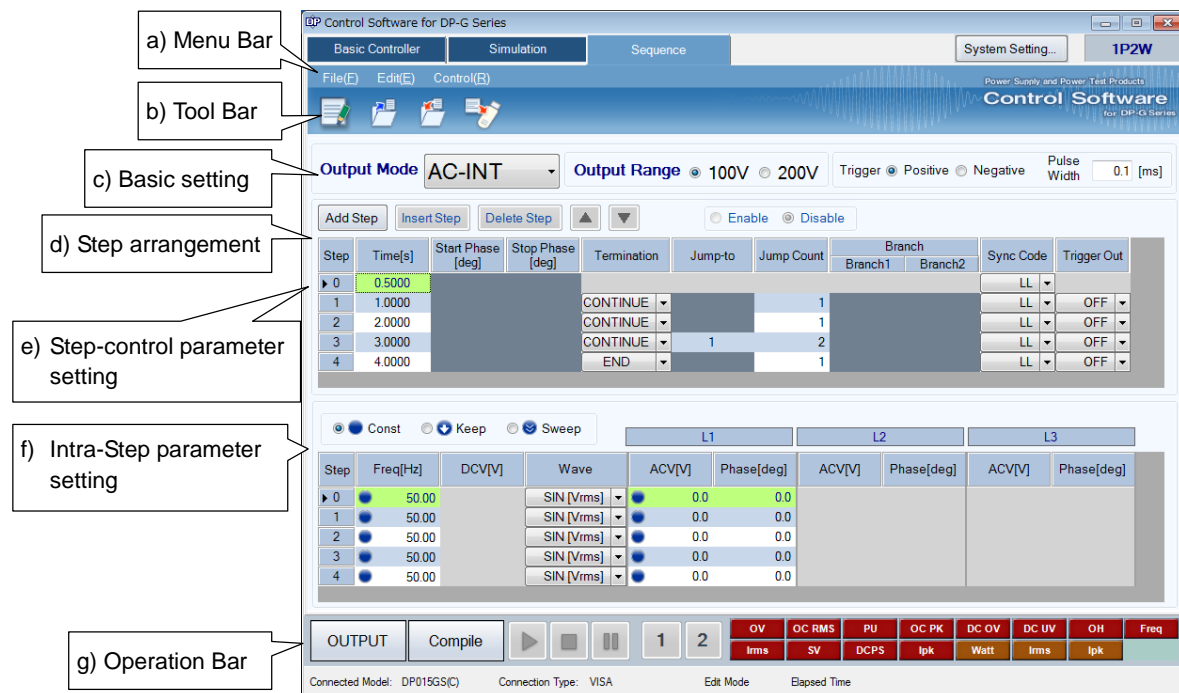 a) Menu Bar
b) Tool Bar
c) Basic setting
d) Step arrangement
e) Step-control parameter
setting
f) Intra-Step parameter
setting
g) Operation Bar
DP Control Software for DP-G Series
Basic Controller Simulation Sequence System Setting... 1P2W
File(F) Edit(E) Control(R)
Power Supply and Power Test Products
Control Software
for DP-G Series
Output Mode AC-INT Output Range 100V 200V Trigger Positive Negative Pulse Width 0.1 [ms]
Add Step Insert Step Delete Step Enable Disable
Step Time[s] Start Phase [deg] Stop Phase [deg] Termination Jump-to Jump Count Branch Branch1 Branch2 Sync Code Trigger Out
0 0.5000 LL
1 1.0000 CONTINUE 1 LL OFF
2 2.0000 CONTINUE 1 LL OFF
3 3.0000 CONTINUE 1 2 LL OFF
4 4.0000 END 1 LL OFF
Const Keep Sweep L1 L2 L3
Step Freq[Hz] DCV[V] Wave ACV[V] Phase[deg] ACV[V] Phase[deg] ACV[V] Phase[deg]
0 50.00 SIN [Vrms] 0.0 0.0
1 50.00 SIN [Vrms] 0.0 0.0
2 50.00 SIN [Vrms] 0.0 0.0
3 50.00 SIN [Vrms] 0.0 0.0
4 50.00 SIN [Vrms] 0.0 0.0
OUTPUT Compile 1 2
OV OC RMS PU OC PK DC OV DC UV OH Freq
Irms SV DCPS Ipk Watt Irms Ipk
Connected Model: DP015GS(C) Connection Type: VISA Edit Mode Elapsed Time